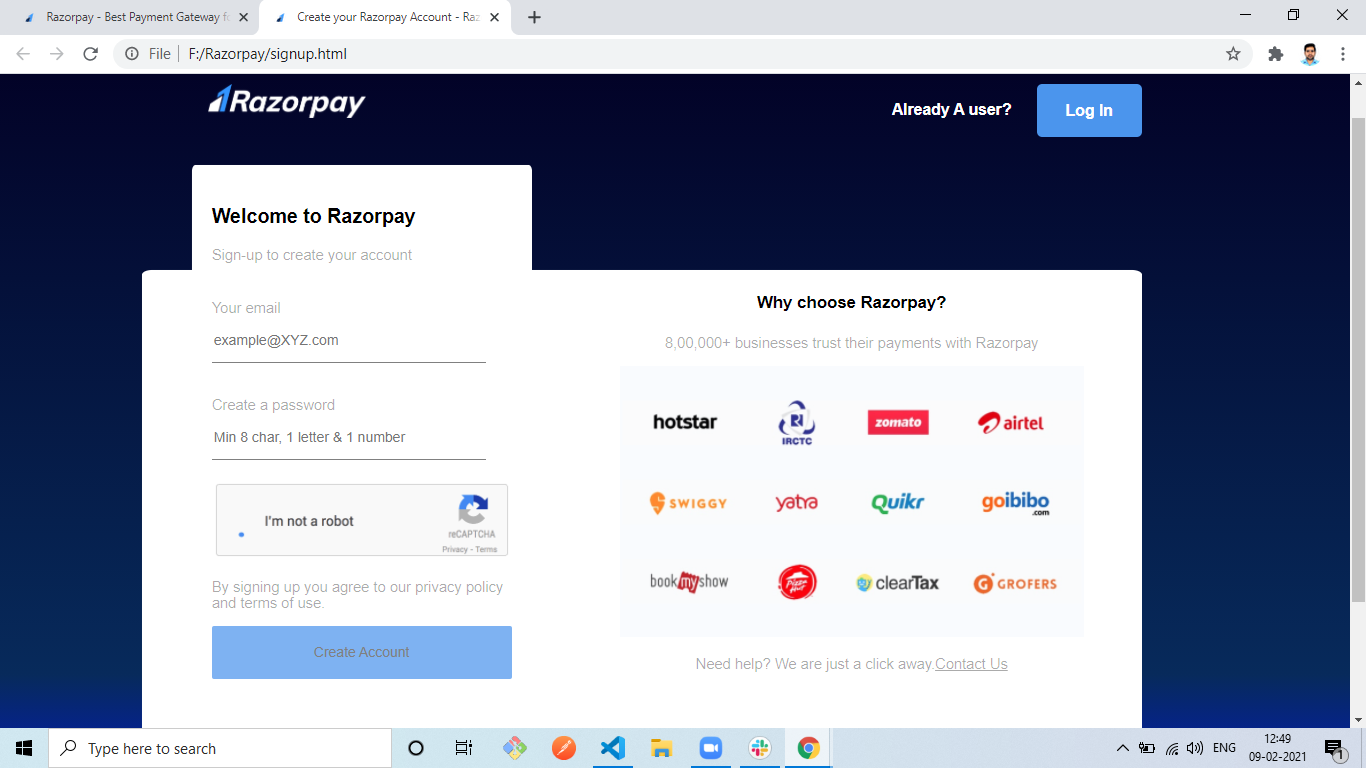 Razorpay - Best Payment Gateway fo
Create your Razorpay Account - Raz
File
F:/Razorpay/signup.html
Razorpay
Already A user?
Log In
Welcome to Razorpay
Sign-up to create your account
Your email
example@XYZ.com
Create a password
Min 8 char, 1 letter & 1 number
I'm not a robot
reCAPTCHA
Privacy - Terms
By signing up you agree to our privacy policy
and terms of use.
Create Account
Why choose Razorpay?
8,00,000+ businesses trust their payments with Razorpay
hotstar
IRCTC
zomato
airtel
SWIGGY
yatra
Quikr
goibibo
.com
bookmyshow
Pizza
Hut
clearTax
GROFERS
Need help? We are just a click away.Contact Us
Type here to search
ENG
12:49
09-02-2021
1